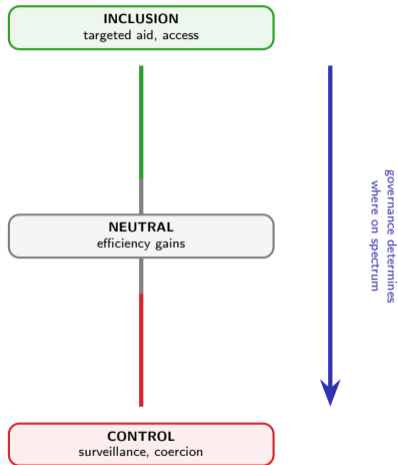 INCLUSION
targeted aid, access
NEUTRAL
efficiency gains
CONTROL
surveillance, coercion
governance determines
where on spectrum